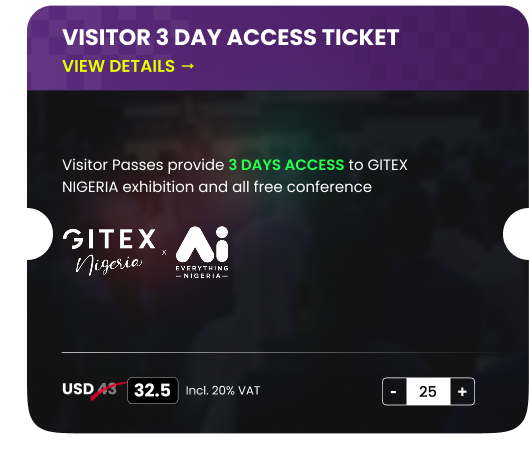 VISITOR 3 DAY ACCESS TICKET
VIEW DETAILS →
Visitor Passes provide 3 DAYS ACCESS to GITEX
NIGERIA exhibition and all free conference
GITEX
Nigeria
x
Ai
EVERYTHING
NIGERIA
USD 43 32.5 Incl. 20% VAT
- 25 +